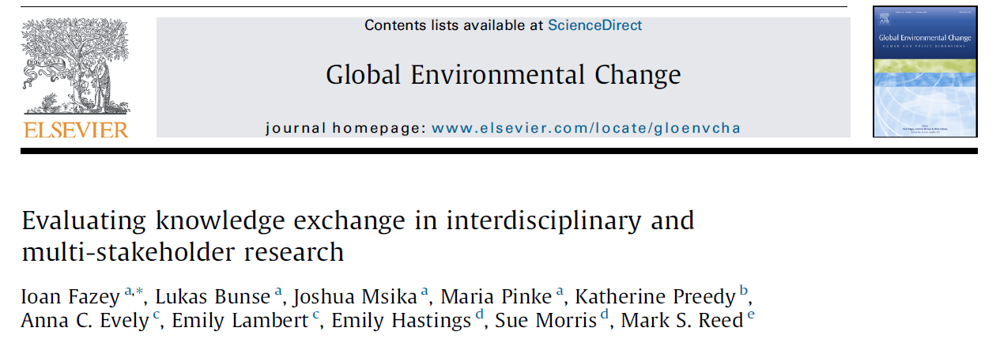 Contents lists available at ScienceDirect
Global Environmental Change
journal homepage: www.elsevier.com/locate/gloenvcha
ELSEVIER
Global Environmental Change
HUMAN AND POLICY DIMENSIONS
Evaluating knowledge exchange in interdisciplinary and
multi-stakeholder research
Ioan Fazey a,*, Lukas Bunse a, Joshua Msika a, Maria Pinke a, Katherine Preedy b,
Anna C. Evely c, Emily Lambert c, Emily Hastings d, Sue Morris d, Mark S. Reed e